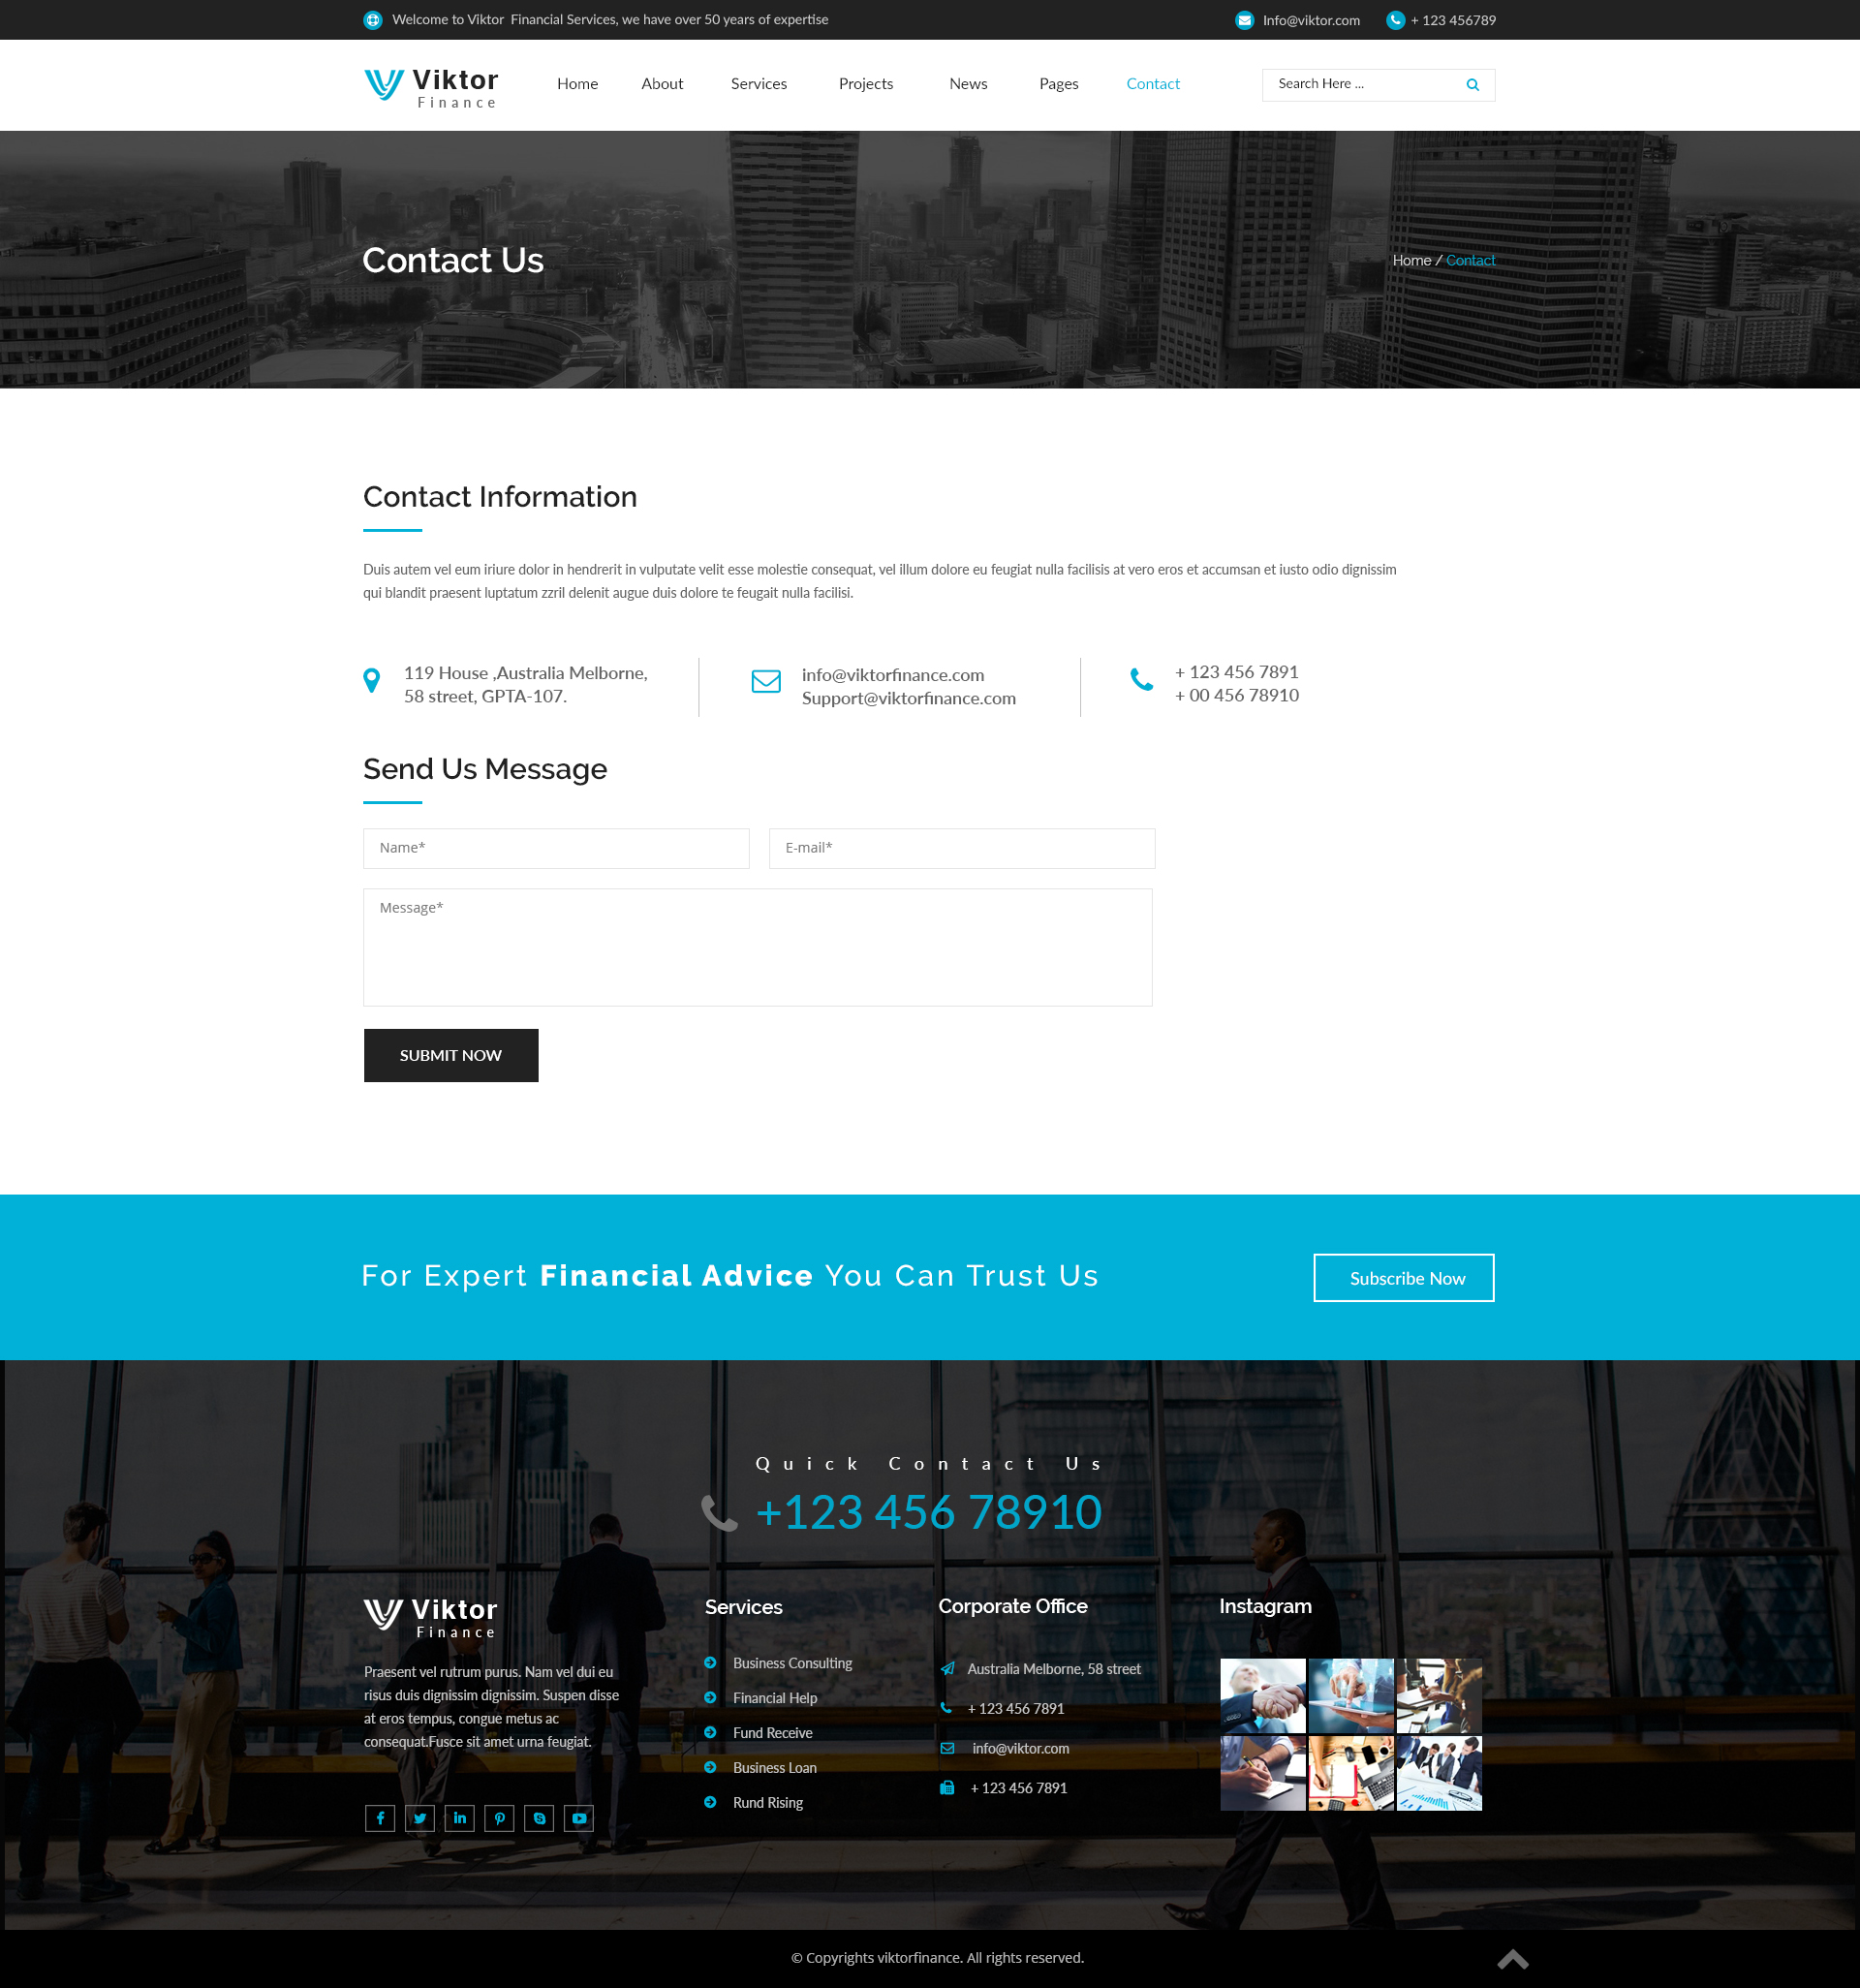 Welcome to Viktor  Financial Services, we have over 50 years of expertise
Info@viktor.com
+ 123 456789
Viktor
Finance
Home
About
Services
Projects
News
Pages
Contact
Search Here ...
Contact Us
Home / Contact
Contact Information
Duis autem vel eum iriure dolor in hendrerit in vulputate velit esse molestie consequat, vel illum dolore eu feugiat nulla facilisis at vero eros et accumsan et iusto odio dignissim
qui blandit praesent luptatum zzril delenit augue duis dolore te feugait nulla facilisi.
119 House ,Australia Melborne,
58 street, GPTA-107.
info@viktorfinance.com
Support@viktorfinance.com
+ 123 456 7891
+ 00 456 78910
Send Us Message
Name*
E-mail*
Message*
SUBMIT NOW
For Expert Financial Advice You Can Trust Us
Subscribe Now
Quick Contact Us
+123 456 78910
Viktor
Finance
Praesent vel rutrum purus. Nam vel dui eu
risus duis dignissim dignissim. Suspen disse
at eros tempus, congue metus ac
consequat.Fusce sit amet urna feugiat.
Services
Business Consulting
Financial Help
Fund Receive
Business Loan
Rund Rising
Corporate Office
Australia Melborne, 58 street
+ 123 456 7891
info@viktor.com
+ 123 456 7891
Instagram
© Copyrights viktorfinance. All rights reserved.